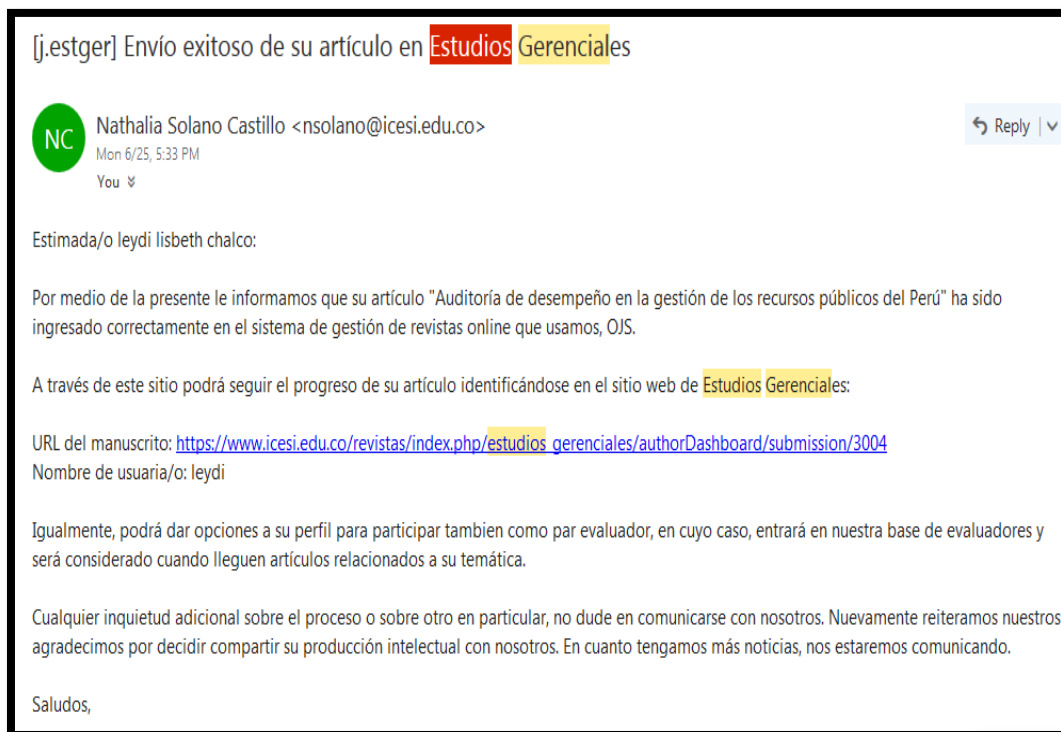 [j.estger] Envío exitoso de su artículo en Estudios Gerenciales
NC
Nathalia Solano Castillo <nsolano@icesi.edu.co>
Reply
Mon 6/25, 5:33 PM
You
Estimada/o leydi lisbeth chalco:
Por medio de la presente le informamos que su artículo "Auditoría de desempeño en la gestión de los recursos públicos del Perú" ha sido
ingresado correctamente en el sistema de gestión de revistas online que usamos, OJS.
A través de este sitio podrá seguir el progreso de su artículo identificándose en el sitio web de Estudios Gerenciales:
URL del manuscrito: https://www.icesi.edu.co/revistas/index.php/estudios_gerenciales/authorDashboard/submission/3004
Nombre de usuaria/o: leydi
Igualmente, podrá dar opciones a su perfil para participar tambien como par evaluador, en cuyo caso, entrará en nuestra base de evaluadores y
será considerado cuando lleguen artículos relacionados a su temática.
Cualquier inquietud adicional sobre el proceso o sobre otro en particular, no dude en comunicarse con nosotros. Nuevamente reiteramos nuestros
agradecimos por decidir compartir su producción intelectual con nosotros. En cuanto tengamos más noticias, nos estaremos comunicando.
Saludos,